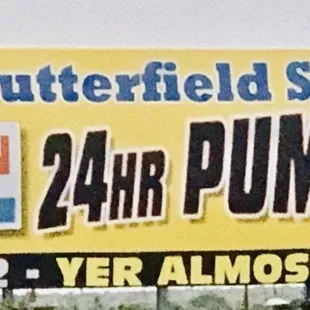 utterfield S
24HR PUM
2 - YER ALMOS